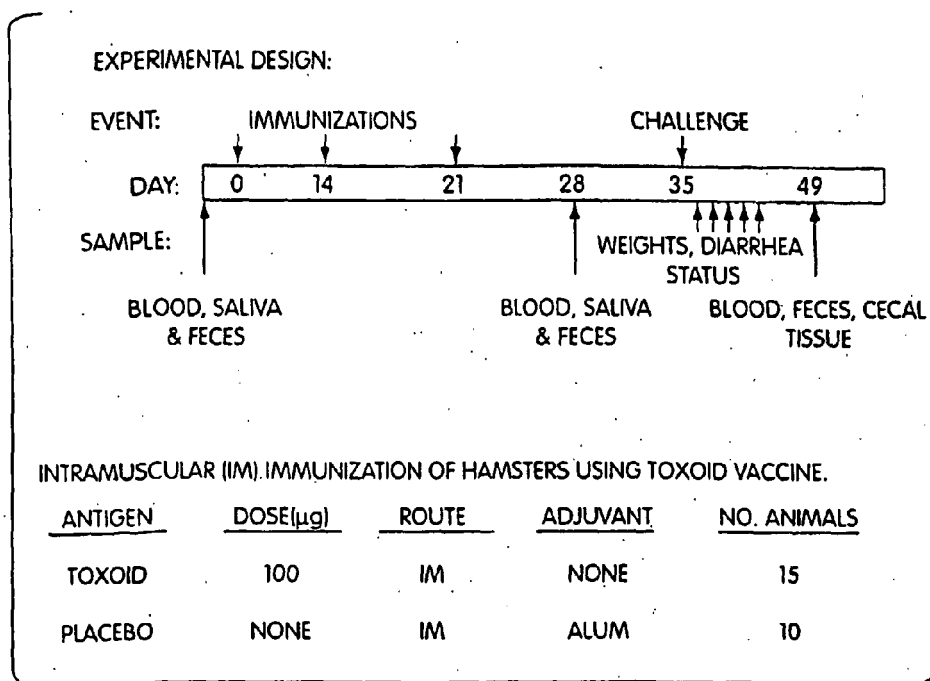 EXPERIMENTAL DESIGN:
EVENT: IMMUNIZATIONS CHALLENGE
DAY: 0 14 21 28 35 49
SAMPLE: WEIGHTS, DIARRHEA
STATUS
BLOOD, SALIVA BLOOD, SALIVA BLOOD, FECES, CECAL
& FECES & FECES TISSUE
INTRAMUSCULAR (IM) IMMUNIZATION OF HAMSTERS USING TOXOID VACCINE.
ANTIGEN DOSE(µg) ROUTE ADJUVANT NO. ANIMALS
TOXOID 100 IM NONE 15
PLACEBO NONE IM ALUM 10